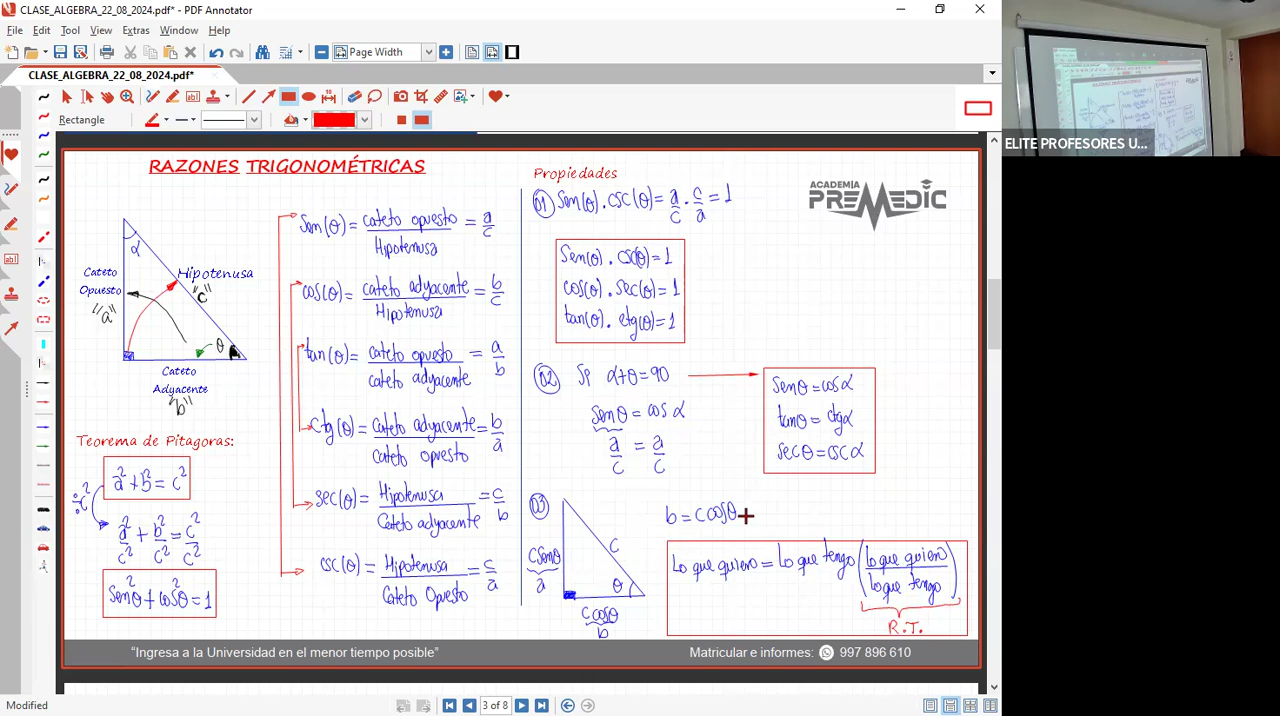 CLASE_ALGEBRA_22_08_2024.pdf* - PDF Annotator
File Edit Tool View Extras Window Help
Page Width
CLASE_ALGEBRA_22_08_2024.pdf*
Rectangle
ELITE PROFESORES U...
RAZONES TRIGONOMÉTRICAS
α
Cateto
Opuesto
"a"
Hipotenusa
"c"
θ
Cateto
Adyacente
"b"
Teorema de Pitagoras:
a² + b² = c²
÷c²
a²/c² + b²/c² = c²/c²
sen²θ + cos²θ = 1
Sen(θ) = cateto opuesto / Hipotenusa = a/c
cos(θ) = cateto adyacente / Hipotenusa = b/c
tan(θ) = cateto opuesto / cateto adyacente = a/b
Ctg(θ) = Cateto adyacente / Cateto opuesto = b/a
sec(θ) = Hipotenusa / Cateto adyacente = c/b
csc(θ) = Hipotenusa / Cateto Opuesto = c/a
Propiedades
01 Sen(θ) . csc(θ) = a/c . c/a = 1
Sen(θ) . csc(θ) = 1
cos(θ) . sec(θ) = 1
tan(θ) . ctg(θ) = 1
02 Si α+θ=90
senθ = cos α
a/c = a/c
senθ = cosα
tanθ = ctgα
secθ = cscα
03
c senθ
a
c
θ
c cosθ
b
b = c cosθ
Lo que quiero = Lo que tengo (lo que quiero / lo que tengo)
R.T.
ACADEMIA
PREMEDIC
“Ingresa a la Universidad en el menor tiempo posible” Matricular e informes: 997 896 610
Modified
3 of 8